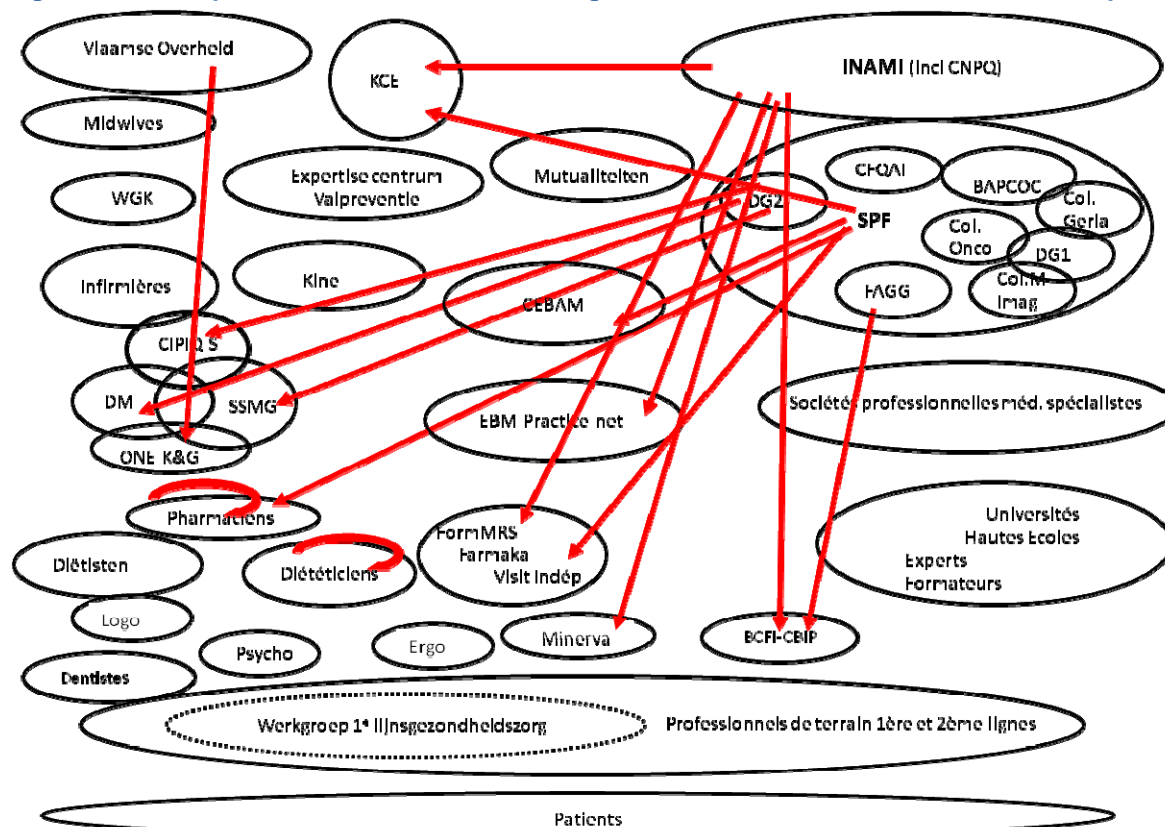 Vlaamse Overheid
KCE
INAMI (incl CNPQ)
Midwives
Expertise centrum
Valpreventie
Mutualiteiten
CFQAI
BAPCOC
Col.
Geria
WGK
DG2
SPF
Col.
Onco
DG1
Infirmières
Kine
CEBAM
FAGG
Col.M
Imag
CIPIQ S
DM
SSMG
EBM Practice net
Sociétés professionnelles méd. spécialistes
ONE K&G
Pharmaciens
FormMRS
Farmaka
Visit Indép
Universités
Hautes Ecoles
Experts
Formateurs
Diëtisten
Diététiciens
Logo
Psycho
Ergo
Minerva
BCFI-CBIP
Dentistes
Werkgroep 1e lijnsgezondheidszorg
Professionnels de terrain 1ère et 2ème lignes
Patients